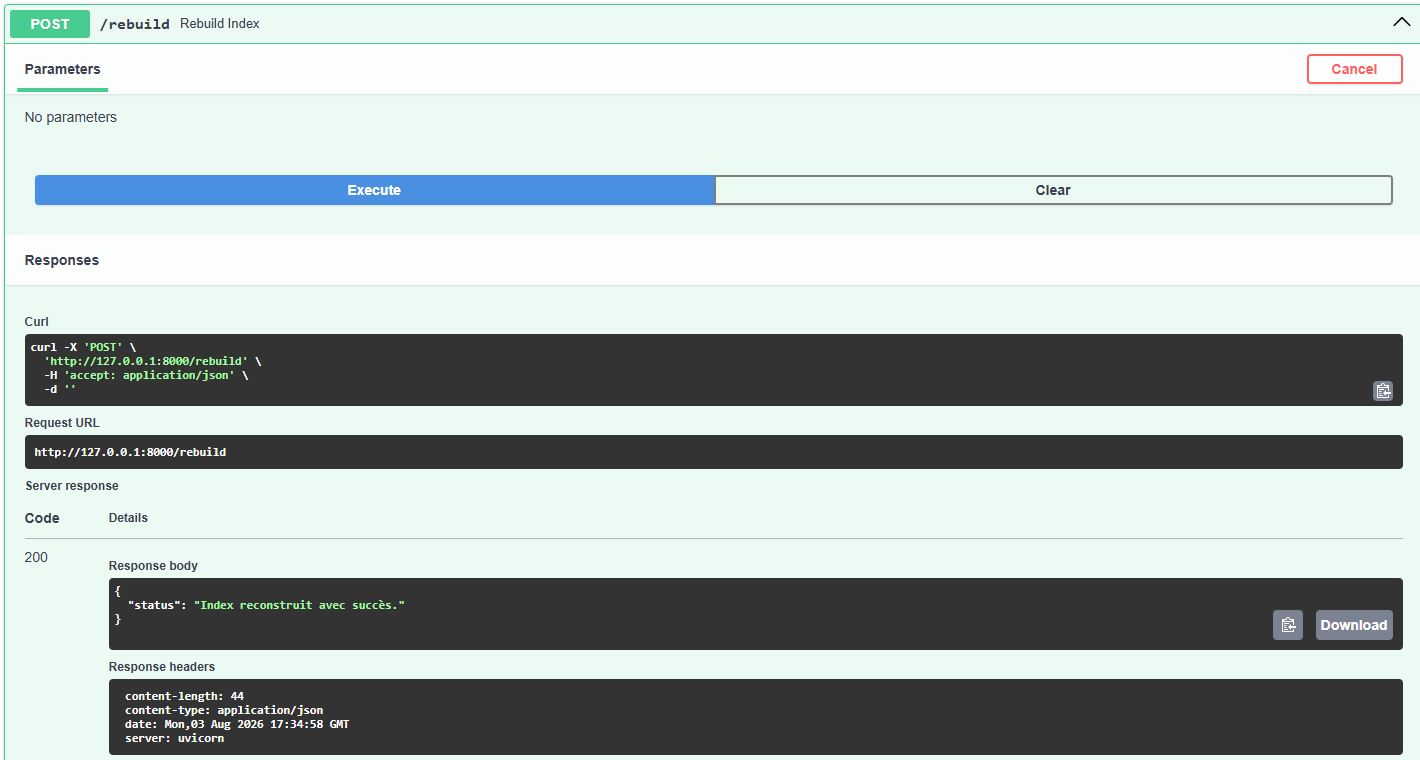 POST /rebuild Rebuild Index
Parameters
Cancel
No parameters
Execute
Clear
Responses
Curl
curl -X 'POST' \
  'http://127.0.0.1:8000/rebuild' \
  -H 'accept: application/json' \
  -d ''
Request URL
http://127.0.0.1:8000/rebuild
Server response
Code Details
200
Response body
{
  "status": "Index reconstruit avec succès."
}
Download
Response headers
content-length: 44
content-type: application/json
date: Mon,03 Aug 2026 17:34:58 GMT
server: uvicorn